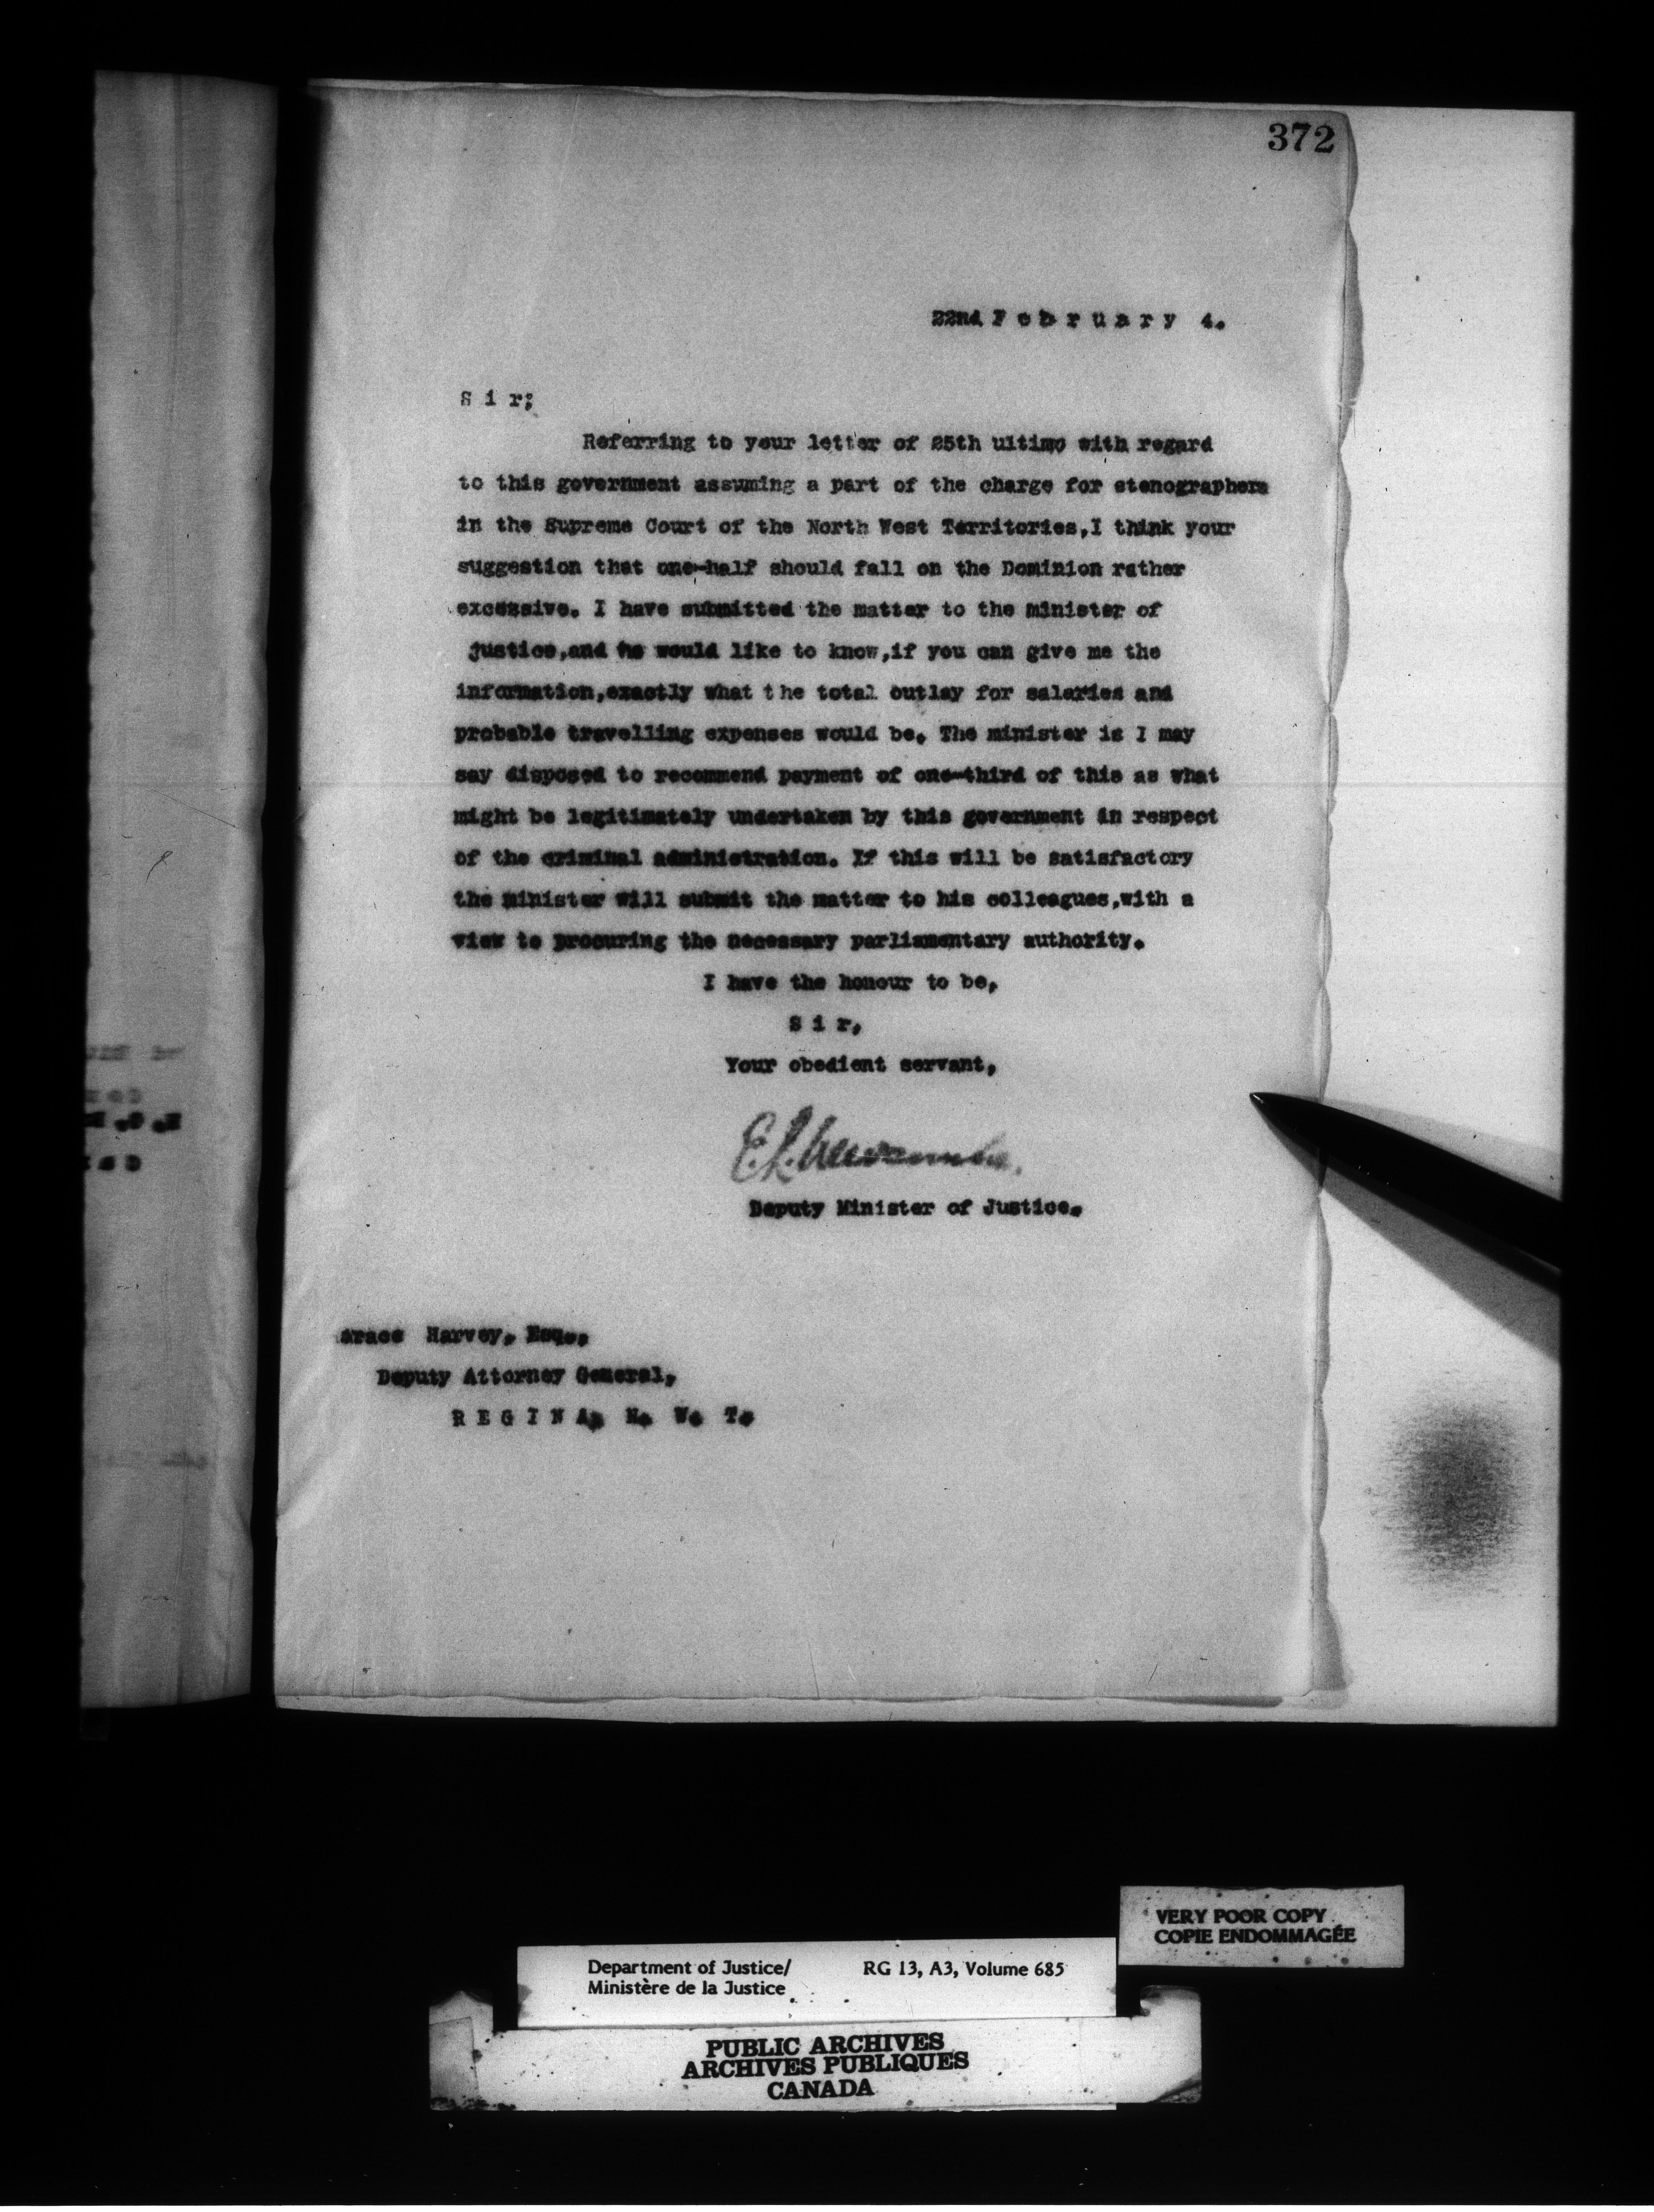 372
22nd February 4.
Sir;
Referring to your letter of 25th ultimo with regard
to this government assuming a part of the charge for stenographers
in the Supreme Court of the North West Territories,I think your
suggestion that one-half should fall on the Dominion rather
excessive. I have submitted the matter to the minister of
justice,and he would like to know,if you can give me the
information,exactly what the total outlay for salaries and
probable travelling expenses would be. The minister is I may
say disposed to recommend payment of one-third of this as what
might be legitimately undertaken by this government in respect
of the criminal administration. If this will be satisfactory
the minister will submit the matter to his colleagues,with a
view to procuring the necessary parliamentary authority.
I have the honour to be,
Sir,
Your obedient servant,
E.L.Newcombe.
Deputy Minister of Justice.
Harvey, Esq.,
Deputy Attorney General,
REGINA, N. W. T.
VERY POOR COPY
COPIE ENDOMMAGÉE
Department of Justice/ RG 13, A3, Volume 685
Ministère de la Justice
PUBLIC ARCHIVES
ARCHIVES PUBLIQUES
CANADA